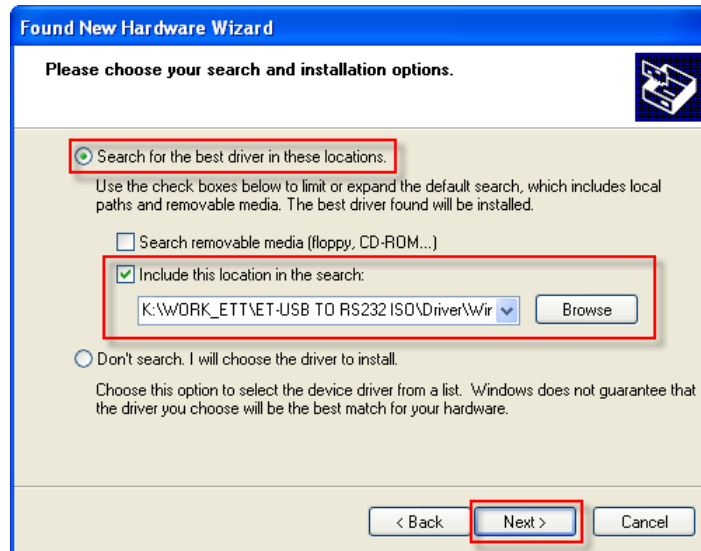 Found New Hardware Wizard
Please choose your search and installation options.
Search for the best driver in these locations.
Use the check boxes below to limit or expand the default search, which includes local
paths and removable media. The best driver found will be installed.
Search removable media (floppy, CD-ROM...)
Include this location in the search:
K:\WORK_ETT\ET-USB TO RS232 ISO\Driver\Wir
Browse
Don't search. I will choose the driver to install.
Choose this option to select the device driver from a list. Windows does not guarantee that
the driver you choose will be the best match for your hardware.
< Back Next > Cancel